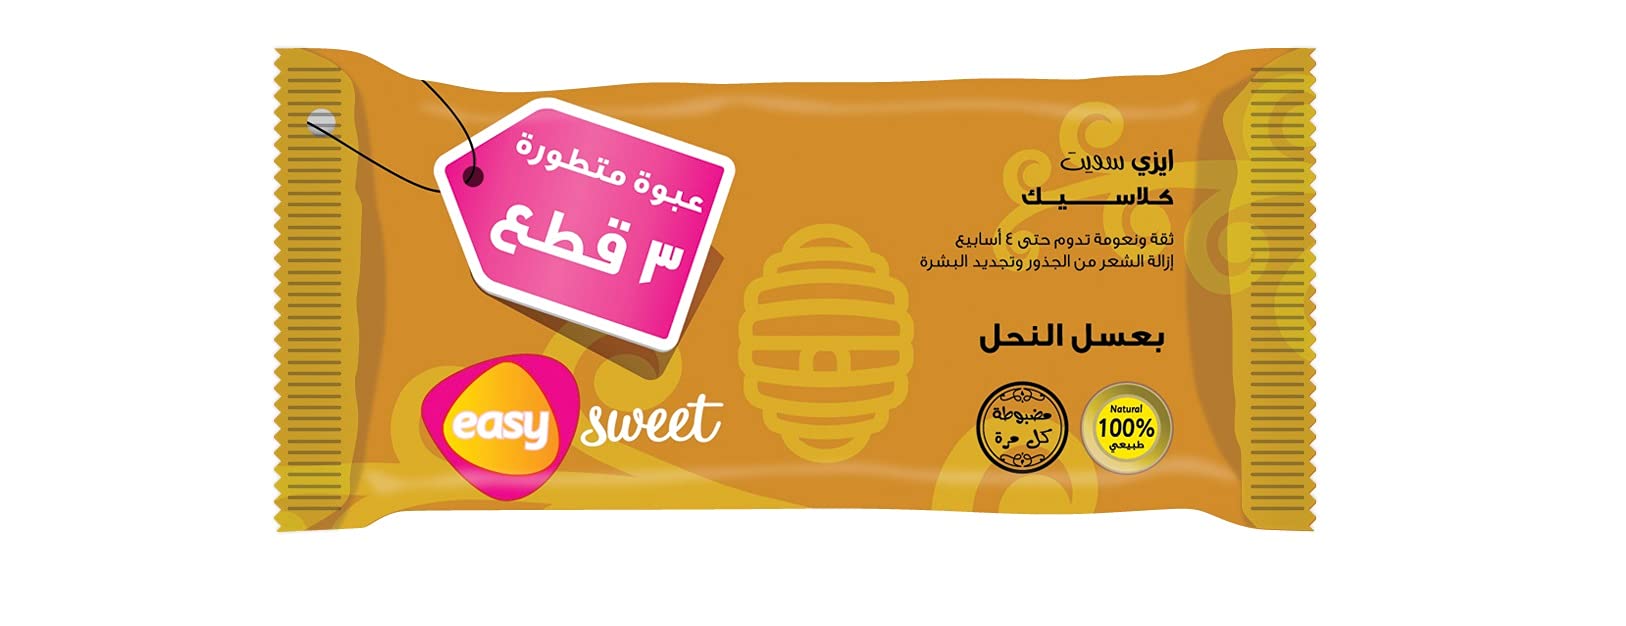 عبوة متطورة
٣ قطع
easy sweet
ايزي سويت
كلاسيك
ثقة ونعومة تدوم حتى ٤ أسابيع
إزالة الشعر من الجذور وتجديد البشرة
بعسل النحل
مضبوطة
كل مرة
Natural
100%
طبيعي